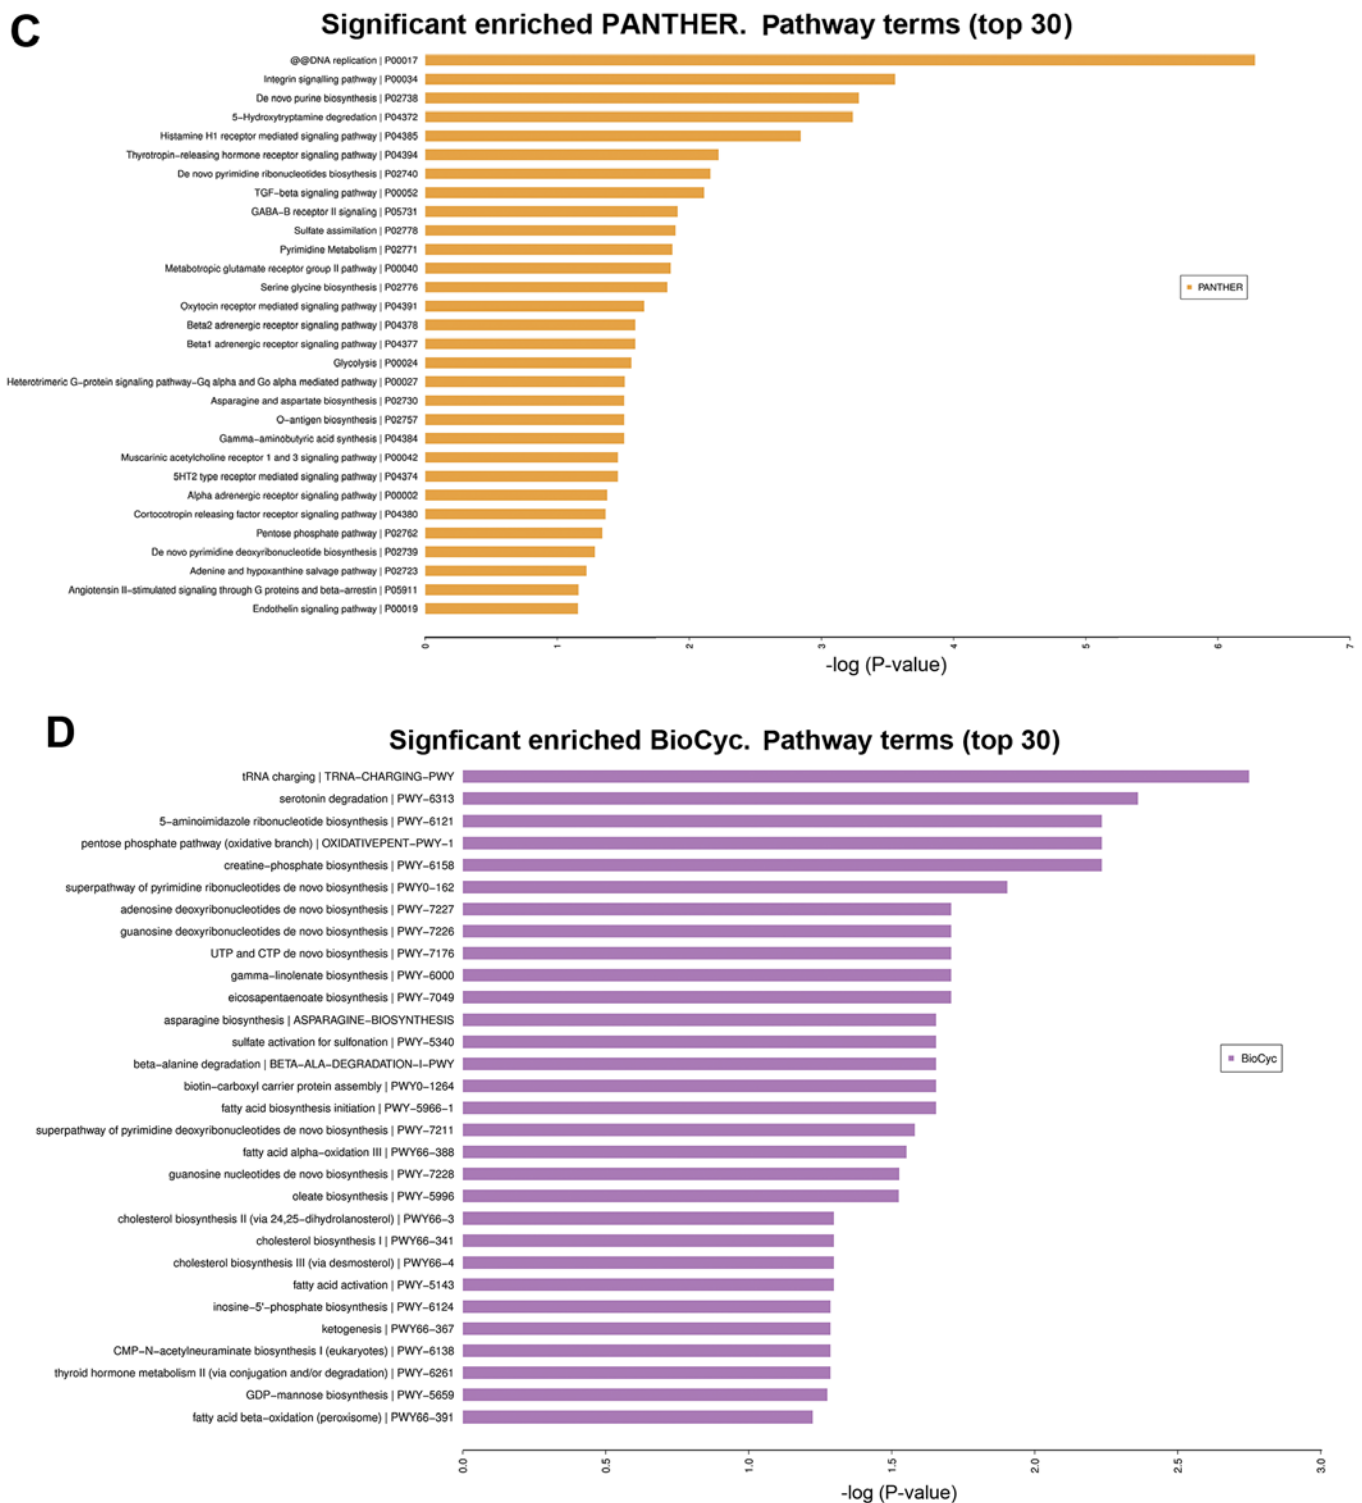 C
Significant enriched PANTHER. Pathway terms (top 30)
@@DNA replication | P00017
Integrin signalling pathway | P00034
De novo purine biosynthesis | P02738
5-Hydroxytryptamine degredation | P04372
Histamine H1 receptor mediated signaling pathway | P04385
Thyrotropin-releasing hormone receptor signaling pathway | P04394
De novo pyrimidine ribonucleotides biosythesis | P02740
TGF-beta signaling pathway | P00052
GABA-B receptor II signaling | P05731
Sulfate assimilation | P02778
Pyrimidine Metabolism | P02771
Metabotropic glutamate receptor group II pathway | P00040
Serine glycine biosynthesis | P02776
Oxytocin receptor mediated signaling pathway | P04391
Beta2 adrenergic receptor signaling pathway | P04378
Beta1 adrenergic receptor signaling pathway | P04377
Glycolysis | P00024
Heterotrimeric G-protein signaling pathway-Gq alpha and Go alpha mediated pathway | P00027
Asparagine and aspartate biosynthesis | P02730
O-antigen biosynthesis | P02757
Gamma-aminobutyric acid synthesis | P04384
Muscarinic acetylcholine receptor 1 and 3 signaling pathway | P00042
5HT2 type receptor mediated signaling pathway | P04374
Alpha adrenergic receptor signaling pathway | P00002
Cortocotropin releasing factor receptor signaling pathway | P04380
Pentose phosphate pathway | P02762
De novo pyrimidine deoxyribonucleotide biosynthesis | P02739
Adenine and hypoxanthine salvage pathway | P02723
Angiotensin II-stimulated signaling through G proteins and beta-arrestin | P05911
Endothelin signaling pathway | P00019
PANTHER
0 1 2 3 4 5 6 7
-log (P-value)
D
Signficant enriched BioCyc. Pathway terms (top 30)
tRNA charging | TRNA-CHARGING-PWY
serotonin degradation | PWY-6313
5-aminoimidazole ribonucleotide biosynthesis | PWY-6121
pentose phosphate pathway (oxidative branch) | OXIDATIVEPENT-PWY-1
creatine-phosphate biosynthesis | PWY-6158
superpathway of pyrimidine ribonucleotides de novo biosynthesis | PWY0-162
adenosine deoxyribonucleotides de novo biosynthesis | PWY-7227
guanosine deoxyribonucleotides de novo biosynthesis | PWY-7226
UTP and CTP de novo biosynthesis | PWY-7176
gamma-linolenate biosynthesis | PWY-6000
eicosapentaenoate biosynthesis | PWY-7049
asparagine biosynthesis | ASPARAGINE-BIOSYNTHESIS
sulfate activation for sulfonation | PWY-5340
beta-alanine degradation | BETA-ALA-DEGRADATION-I-PWY
biotin-carboxyl carrier protein assembly | PWY0-1264
fatty acid biosynthesis initiation | PWY-5966-1
superpathway of pyrimidine deoxyribonucleotides de novo biosynthesis | PWY-7211
fatty acid alpha-oxidation III | PWY66-388
guanosine nucleotides de novo biosynthesis | PWY-7228
oleate biosynthesis | PWY-5996
cholesterol biosynthesis II (via 24,25-dihydrolanosterol) | PWY66-3
cholesterol biosynthesis I | PWY66-341
cholesterol biosynthesis III (via desmosterol) | PWY66-4
fatty acid activation | PWY-5143
inosine-5'-phosphate biosynthesis | PWY-6124
ketogenesis | PWY66-367
CMP-N-acetylneuraminate biosynthesis I (eukaryotes) | PWY-6138
thyroid hormone metabolism II (via conjugation and/or degradation) | PWY-6261
GDP-mannose biosynthesis | PWY-5659
fatty acid beta-oxidation (peroxisome) | PWY66-391
BioCyc
0.0 0.5 1.0 1.5 2.0 2.5 3.0
-log (P-value)